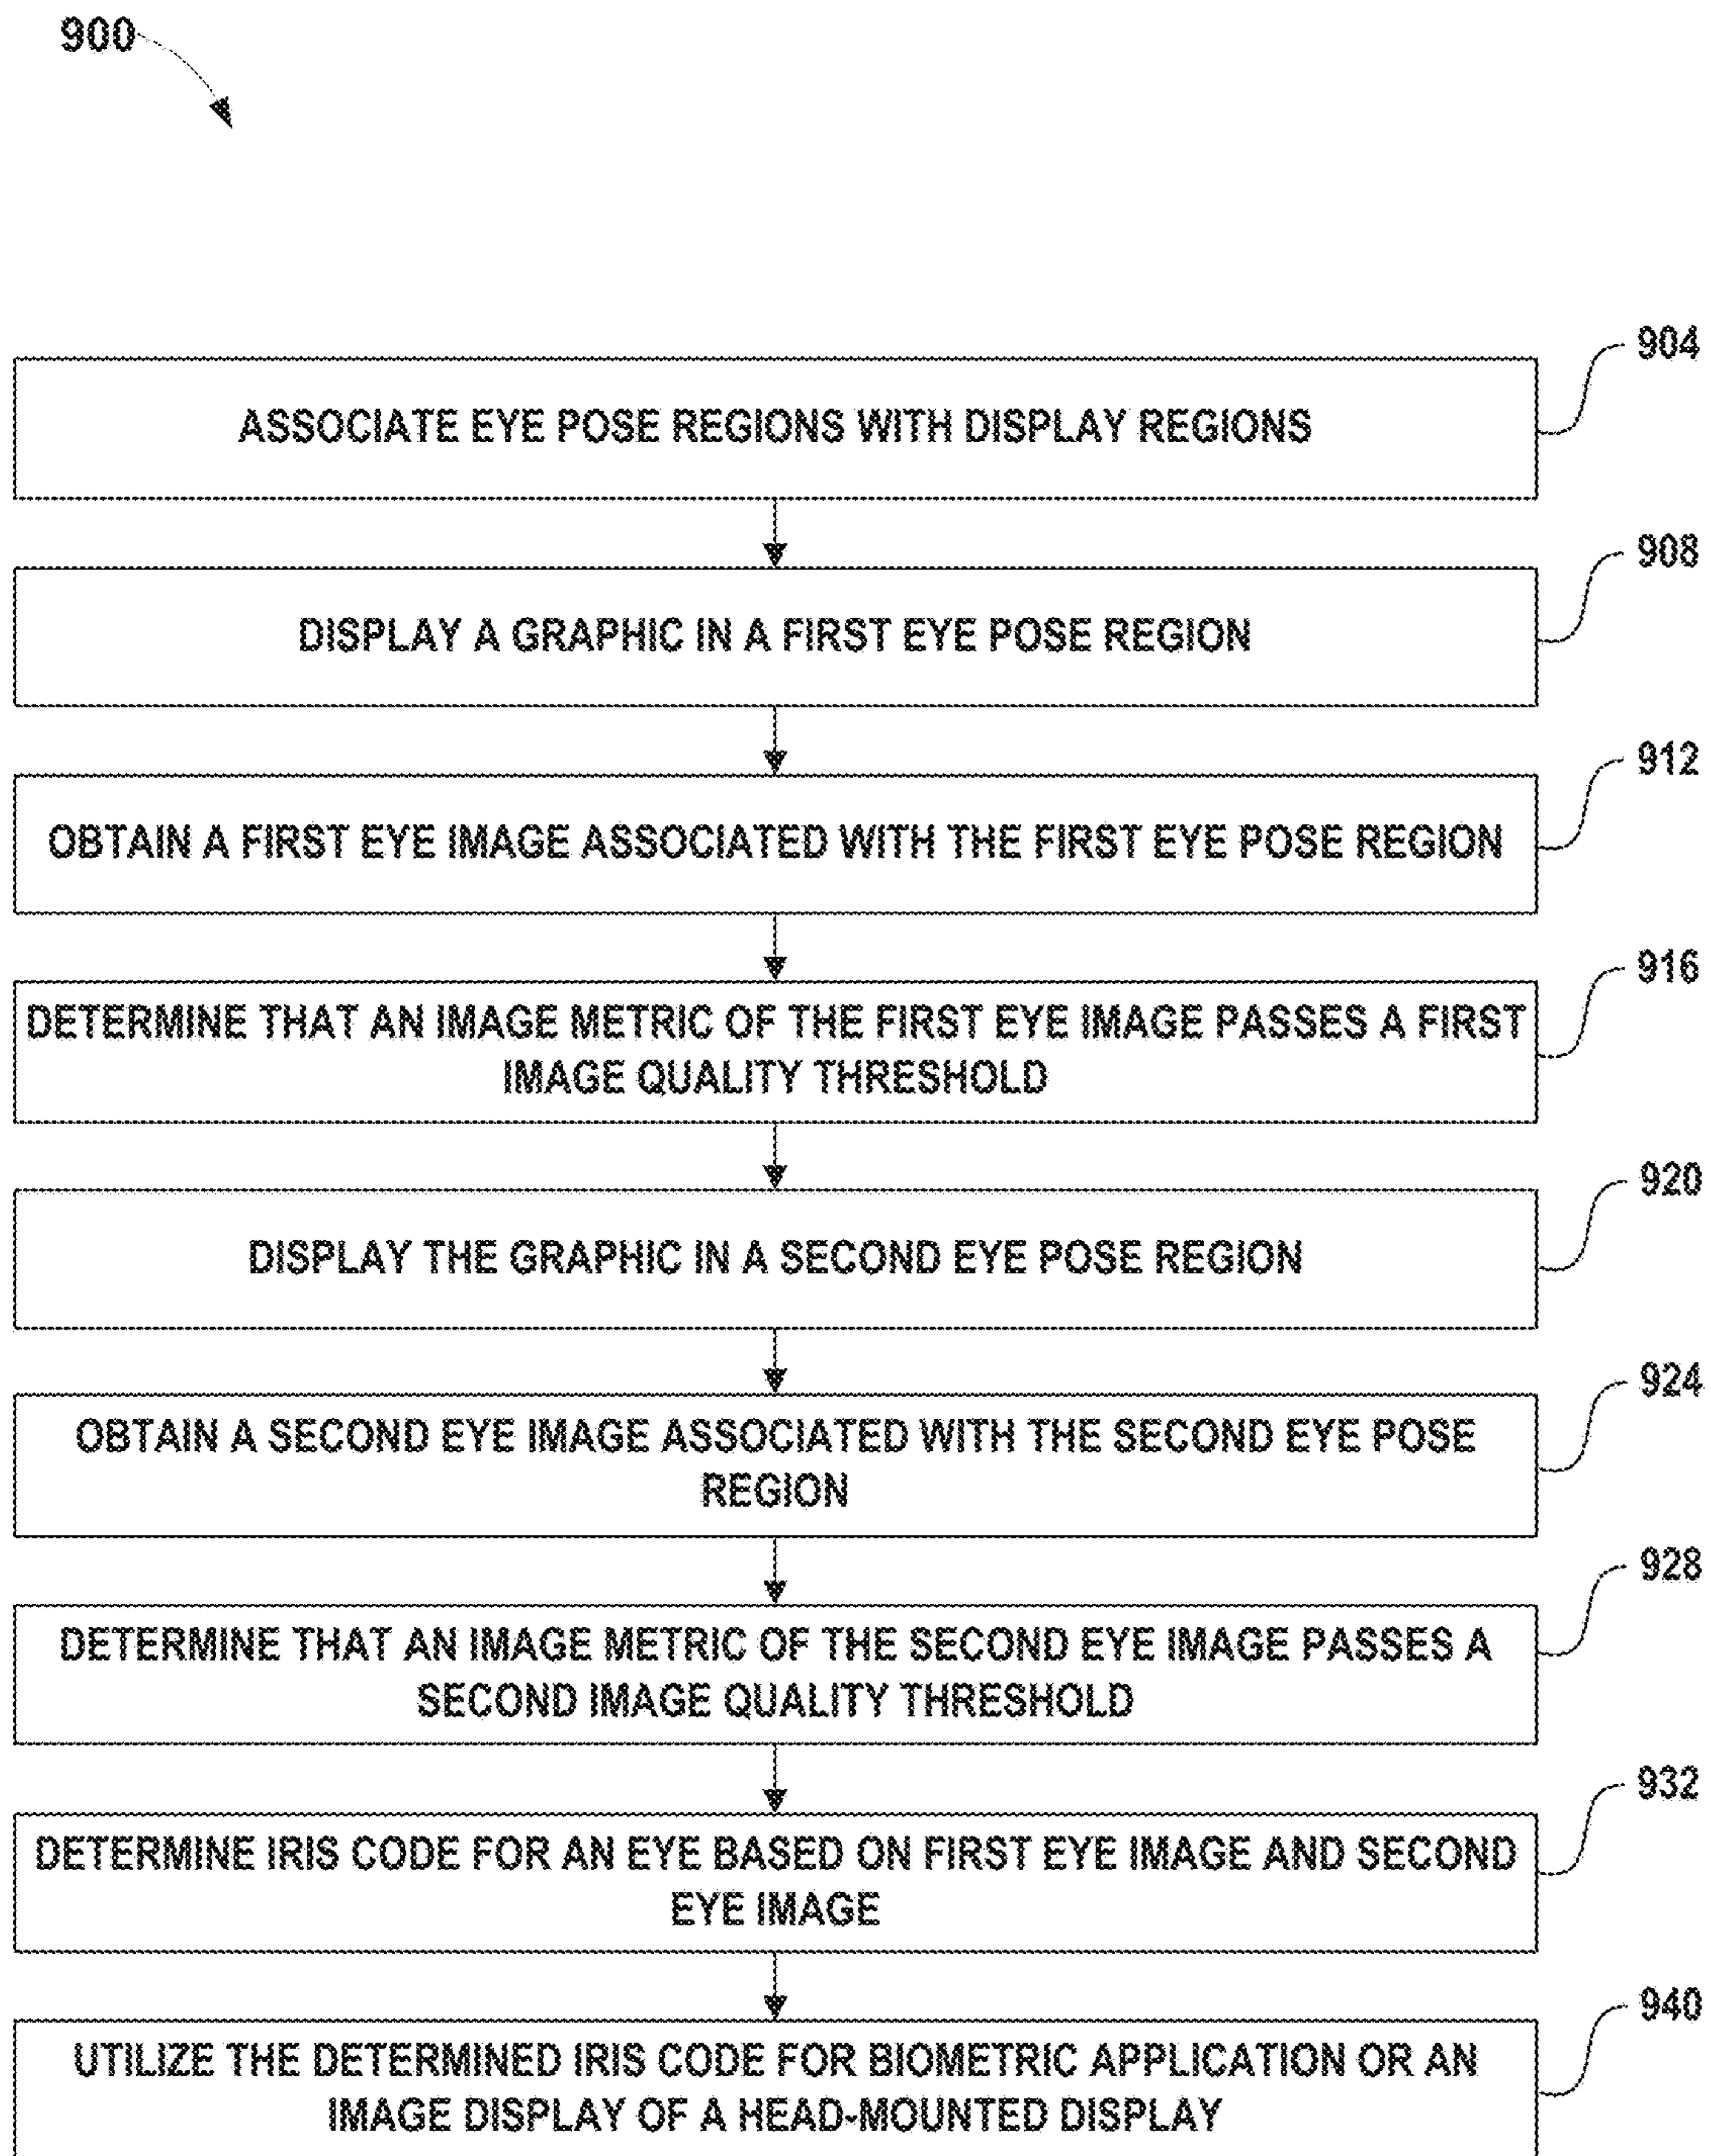 900
904
ASSOCIATE EYE POSE REGIONS WITH DISPLAY REGIONS
908
DISPLAY A GRAPHIC IN A FIRST EYE POSE REGION
912
OBTAIN A FIRST EYE IMAGE ASSOCIATED WITH THE FIRST EYE POSE REGION
916
DETERMINE THAT AN IMAGE METRIC OF THE FIRST EYE IMAGE PASSES A FIRST
IMAGE QUALITY THRESHOLD
920
DISPLAY THE GRAPHIC IN A SECOND EYE POSE REGION
924
OBTAIN A SECOND EYE IMAGE ASSOCIATED WITH THE SECOND EYE POSE
REGION
928
DETERMINE THAT AN IMAGE METRIC OF THE SECOND EYE IMAGE PASSES A
SECOND IMAGE QUALITY THRESHOLD
932
DETERMINE IRIS CODE FOR AN EYE BASED ON FIRST EYE IMAGE AND SECOND
EYE IMAGE
940
UTILIZE THE DETERMINED IRIS CODE FOR BIOMETRIC APPLICATION OR AN
IMAGE DISPLAY OF A HEAD-MOUNTED DISPLAY